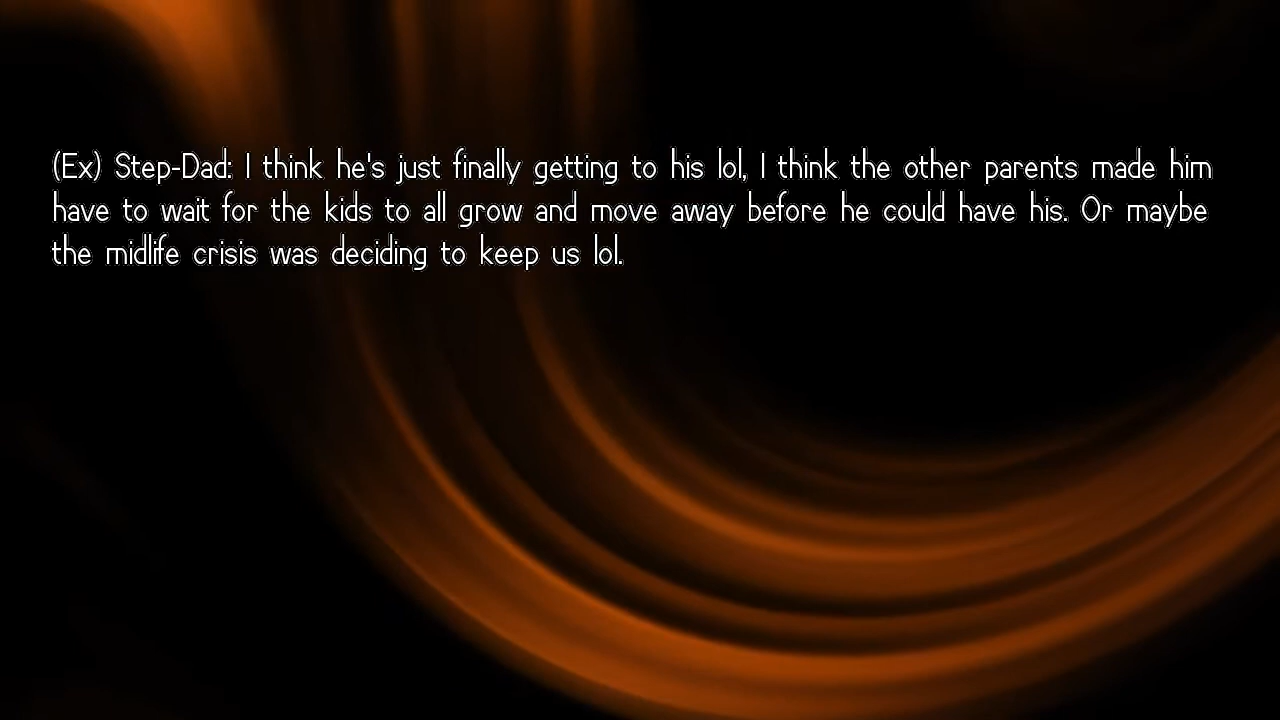 (Ex) Step-Dad: I think he's just finally getting to his lol, I think the other parents made him
have to wait for the kids to all grow and move away before he could have his. Or maybe
the midlife crisis was deciding to keep us lol.